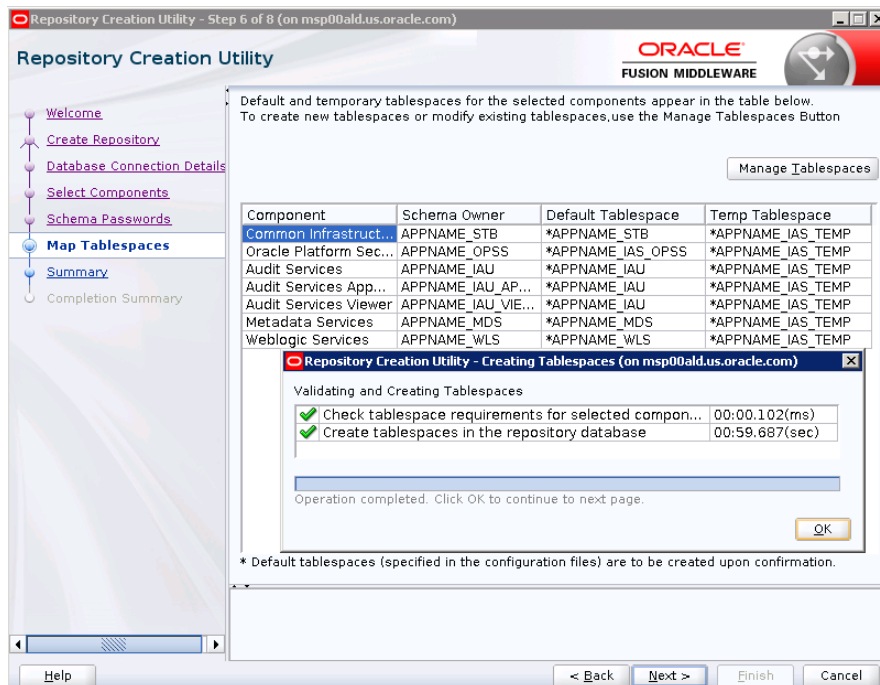 Repository Creation Utility - Step 6 of 8 (on msp00ald.us.oracle.com)
Repository Creation Utility
ORACLE
FUSION MIDDLEWARE
Welcome
Create Repository
Database Connection Details
Select Components
Schema Passwords
Map Tablespaces
Summary
Completion Summary
Default and temporary tablespaces for the selected components appear in the table below.
To create new tablespaces or modify existing tablespaces,use the Manage Tablespaces Button
Manage Tablespaces
Component Schema Owner Default Tablespace Temp Tablespace
Common Infrastruct... APPNAME_STB *APPNAME_STB *APPNAME_IAS_TEMP
Oracle Platform Sec... APPNAME_OPSS *APPNAME_IAS_OPSS *APPNAME_IAS_TEMP
Audit Services APPNAME_IAU *APPNAME_IAU *APPNAME_IAS_TEMP
Audit Services App... APPNAME_IAU_AP... *APPNAME_IAU *APPNAME_IAS_TEMP
Audit Services Viewer APPNAME_IAU_VIE... *APPNAME_IAU *APPNAME_IAS_TEMP
Metadata Services APPNAME_MDS *APPNAME_MDS *APPNAME_IAS_TEMP
Weblogic Services APPNAME_WLS *APPNAME_WLS *APPNAME_IAS_TEMP
Repository Creation Utility - Creating Tablespaces (on msp00ald.us.oracle.com)
Validating and Creating Tablespaces
Check tablespace requirements for selected compon... 00:00.102(ms)
Create tablespaces in the repository database 00:59.687(sec)
Operation completed. Click OK to continue to next page.
OK
* Default tablespaces (specified in the configuration files) are to be created upon confirmation.
Help
< Back Next > Finish Cancel